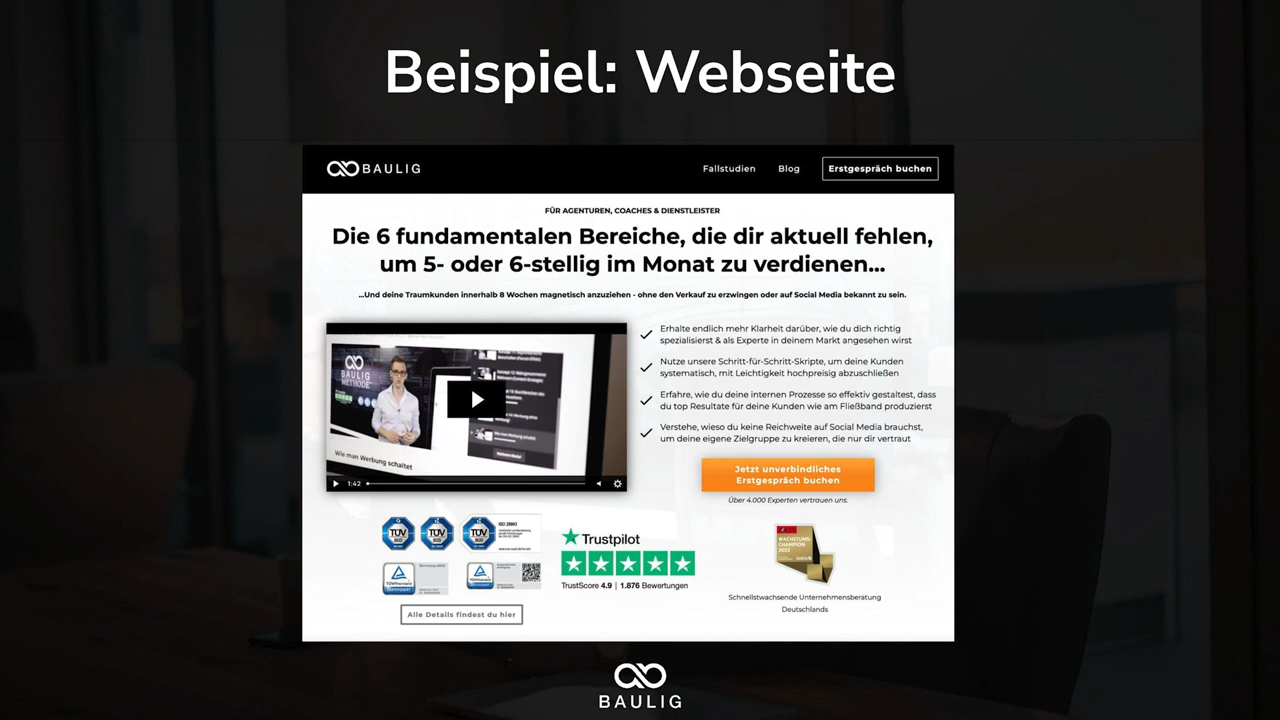 Beispiel: Webseite
BAULIG
Fallstudien
Blog
Erstgespräch buchen
FÜR AGENTUREN, COACHES & DIENSTLEISTER
Die 6 fundamentalen Bereiche, die dir aktuell fehlen,
um 5- oder 6-stellig im Monat zu verdienen...
...Und deine Traumkunden innerhalb 8 Wochen magnetisch anzuziehen - ohne den Verkauf zu erzwingen oder auf Social Media bekannt zu sein.
BAULIG
METHODE
Wie man Werbung schaltet
1:42
Erhalte endlich mehr Klarheit darüber, wie du dich richtig
spezialisierst & als Experte in deinem Markt angesehen wirst
Nutze unsere Schritt-für-Schritt-Skripte, um deine Kunden
systematisch, mit Leichtigkeit hochpreisig abzuschließen
Erfahre, wie du deine internen Prozesse so effektiv gestaltest, dass
du top Resultate für deine Kunden wie am Fließband produzierst
Verstehe, wieso du keine Reichweite auf Social Media brauchst,
um deine eigene Zielgruppe zu kreieren, die nur dir vertraut
Jetzt unverbindliches
Erstgespräch buchen
Über 4.000 Experten vertrauen uns.
TÜV
TÜV
TÜV
ISO 29993
Alle Details findest du hier
Trustpilot
TrustScore 4.9 | 1.876 Bewertungen
WACHSTUMS-
CHAMPION
2022
Schnellstwachsende Unternehmensberatung
Deutschlands
BAULIG